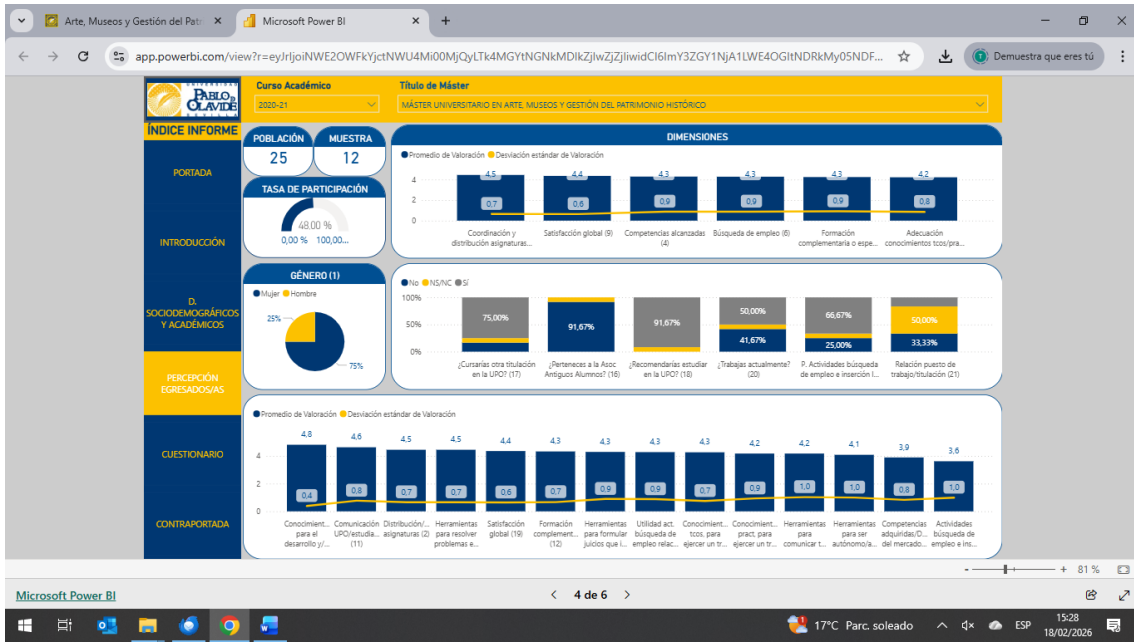 Arte, Museos y Gestión del Pat
Microsoft Power BI
app.powerbi.com/view?r=eyJrIjoiNWE2OWFkYjctNWU4Mi00MjQyLTk4MGYtNGNkMDlkZjIwZjZjIiwidCI6ImY3ZGY1NjA1LWE4OGItNDRkMy05NDF...
Demuestra que eres tú
PABLO DE OLAVIDE
SEVILLA
Curso Académico
2020-21
Título de Máster
MÁSTER UNIVERSITARIO EN ARTE, MUSEOS Y GESTIÓN DEL PATRIMONIO HISTÓRICO
ÍNDICE INFORME
PORTADA
INTRODUCCIÓN
D. SOCIODEMOGRÁFICOS Y ACADÉMICOS
PERCEPCIÓN EGRESADOS/AS
CUESTIONARIO
CONTRAPORTADA
POBLACIÓN
25
MUESTRA
12
TASA DE PARTICIPACIÓN
48,00 %
0,00 % 100,00...
GÉNERO (1)
Mujer Hombre
25%
75%
DIMENSIONES
Promedio de Valoración Desviación estándar de Valoración
4
2
0
4,5 4,4 4,3 4,3 4,3 4,2
0,7 0,6 0,9 0,9 0,9 0,8
Coordinación y distribución asignaturas...
Satisfacción global (9)
Competencias alcanzadas (4)
Búsqueda de empleo (6)
Formación complementaria o espe...
Adecuación conocimientos tcos/pra...
No NS/NC Sí
100%
50%
0%
75,00% 91,67% 91,67% 50,00% 66,67% 50,00%
41,67% 25,00% 33,33%
¿Cursarías otra titulación en la UPO? (17)
¿Perteneces a la Asoc Antiguos Alumnos? (16)
¿Recomendarías estudiar en la UPO? (18)
¿Trabajas actualmente? (20)
P. Actividades búsqueda de empleo e inserción l...
Relación puesto de trabajo/titulación (21)
Promedio de Valoración Desviación estándar de Valoración
4
2
0
4,8 4,6 4,5 4,5 4,4 4,3 4,3 4,3 4,3 4,2 4,2 4,1 3,9 3,6
0,4 0,8 0,7 0,7 0,6 0,7 0,9 0,9 0,7 0,9 1,0 1,0 0,8 1,0
Conocimient... para el desarrollo y/...
Comunicación UPO/estudia... (11)
Distribución/... asignaturas (2)
Herramientas para resolver problemas e...
Satisfacción global (19)
Formación complement... (12)
Herramientas para formular juicios que i...
Utilidad act. búsqueda de empleo relac...
Conocimient... tcos. para ejercer un tr...
Conocimient... pract. para ejercer un tr...
Herramientas para comunicar t...
Herramientas para ser autónomo/a...
Competencias adquiridas/D... del mercado...
Actividades búsqueda de empleo e ins...
81 %
Microsoft Power BI
4 de 6
17°C Parc. soleado
ESP
15:28
18/02/2026